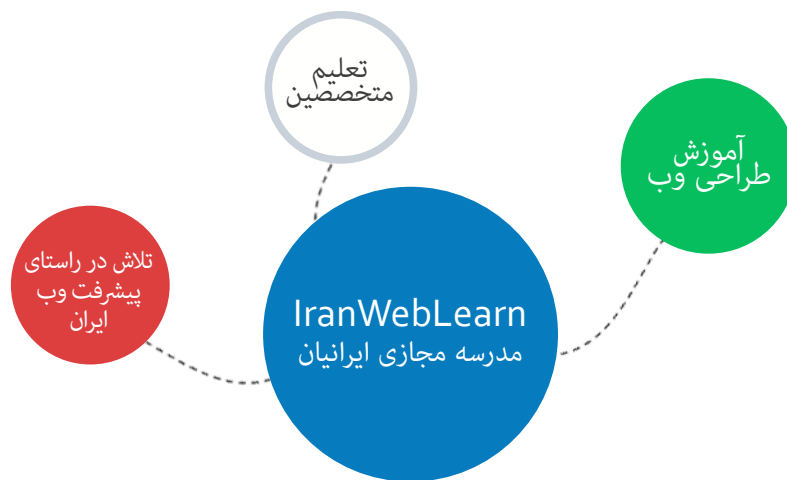 تعلیم
متخصصین
آموزش
طراحی وب
تلاش در راستای
پیشرفت وب
ایران
IranWebLearn
مدرسه مجازی ایرانیان